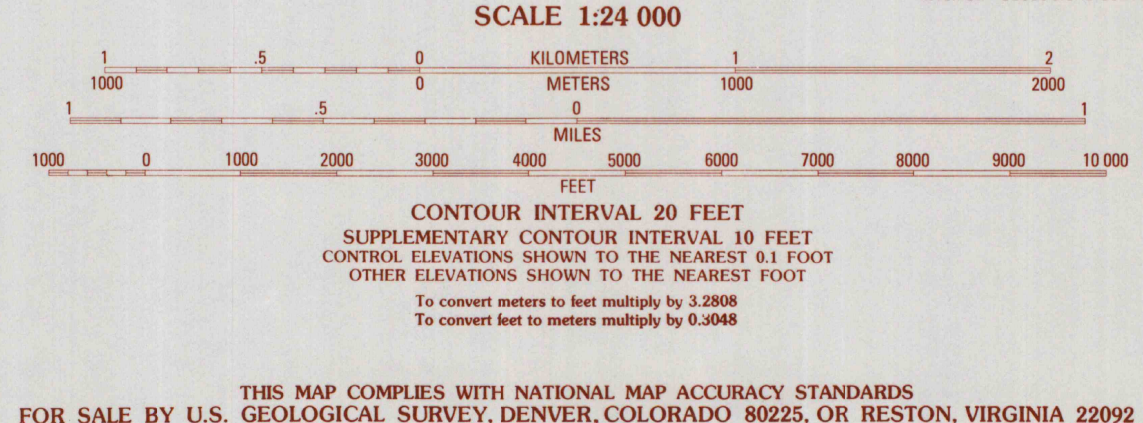 SCALE 1:24 000
1 .5 0 KILOMETERS 1 2
1000 0 METERS 1000 2000
1 .5 0 1
MILES
1000 0 1000 2000 3000 4000 5000 6000 7000 8000 9000 10 000
FEET
CONTOUR INTERVAL 20 FEET
SUPPLEMENTARY CONTOUR INTERVAL 10 FEET
CONTROL ELEVATIONS SHOWN TO THE NEAREST 0.1 FOOT
OTHER ELEVATIONS SHOWN TO THE NEAREST FOOT
To convert meters to feet multiply by 3.2808
To convert feet to meters multiply by 0.3048
THIS MAP COMPLIES WITH NATIONAL MAP ACCURACY STANDARDS
FOR SALE BY U.S. GEOLOGICAL SURVEY, DENVER, COLORADO 80225, OR RESTON, VIRGINIA 22092